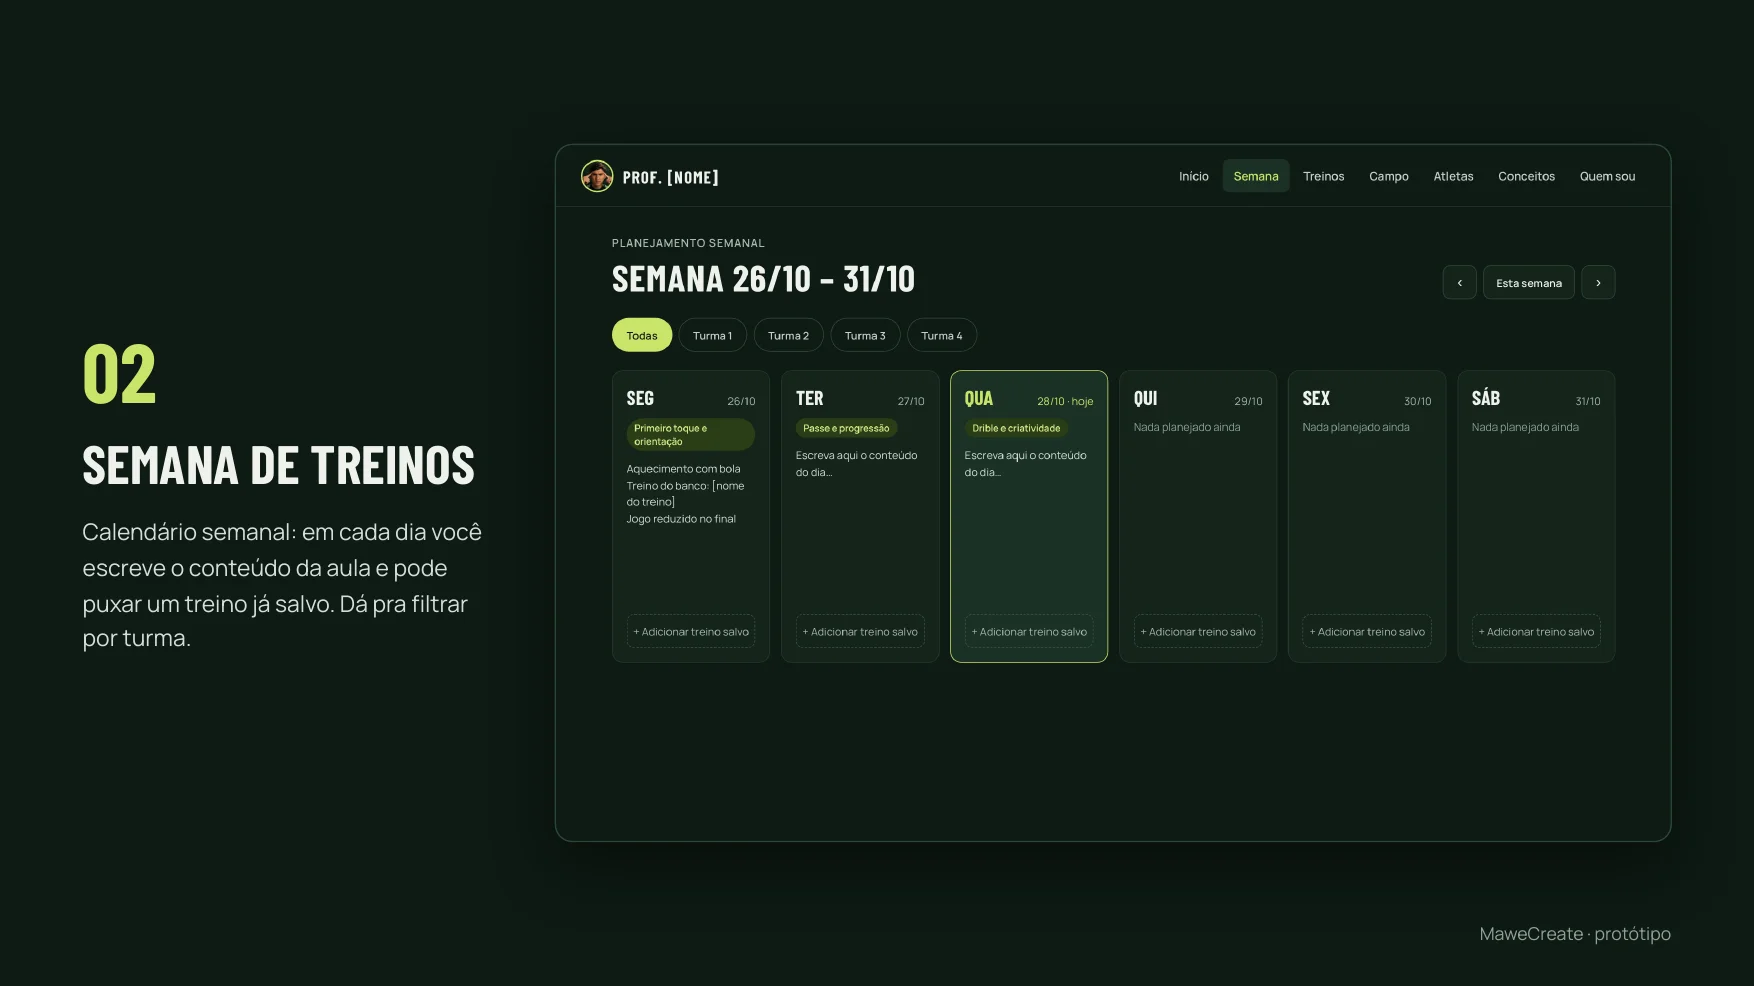 02
SEMANA DE TREINOS
Calendário semanal: em cada dia você
escreve o conteúdo da aula e pode
puxar um treino já salvo. Dá pra filtrar
por turma.
PROF. [NOME]
Início
Semana
Treinos
Campo
Atletas
Conceitos
Quem sou
PLANEJAMENTO SEMANAL
SEMANA 26/10 – 31/10
‹
Esta semana
›
Todas
Turma 1
Turma 2
Turma 3
Turma 4
SEG 26/10
Primeiro toque e
orientação
Aquecimento com bola
Treino do banco: [nome
do treino]
Jogo reduzido no final
+ Adicionar treino salvo
TER 27/10
Passe e progressão
Escreva aqui o conteúdo
do dia...
+ Adicionar treino salvo
QUA 28/10 · hoje
Drible e criatividade
Escreva aqui o conteúdo
do dia...
+ Adicionar treino salvo
QUI 29/10
Nada planejado ainda
+ Adicionar treino salvo
SEX 30/10
Nada planejado ainda
+ Adicionar treino salvo
SÁB 31/10
Nada planejado ainda
+ Adicionar treino salvo
MaweCreate · protótipo